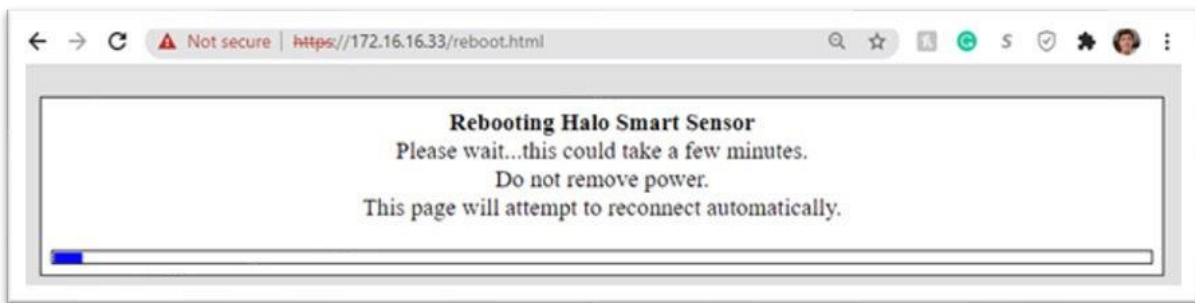 Not secure | https://172.16.16.33/reboot.html
Rebooting Halo Smart Sensor
Please wait...this could take a few minutes.
Do not remove power.
This page will attempt to reconnect automatically.